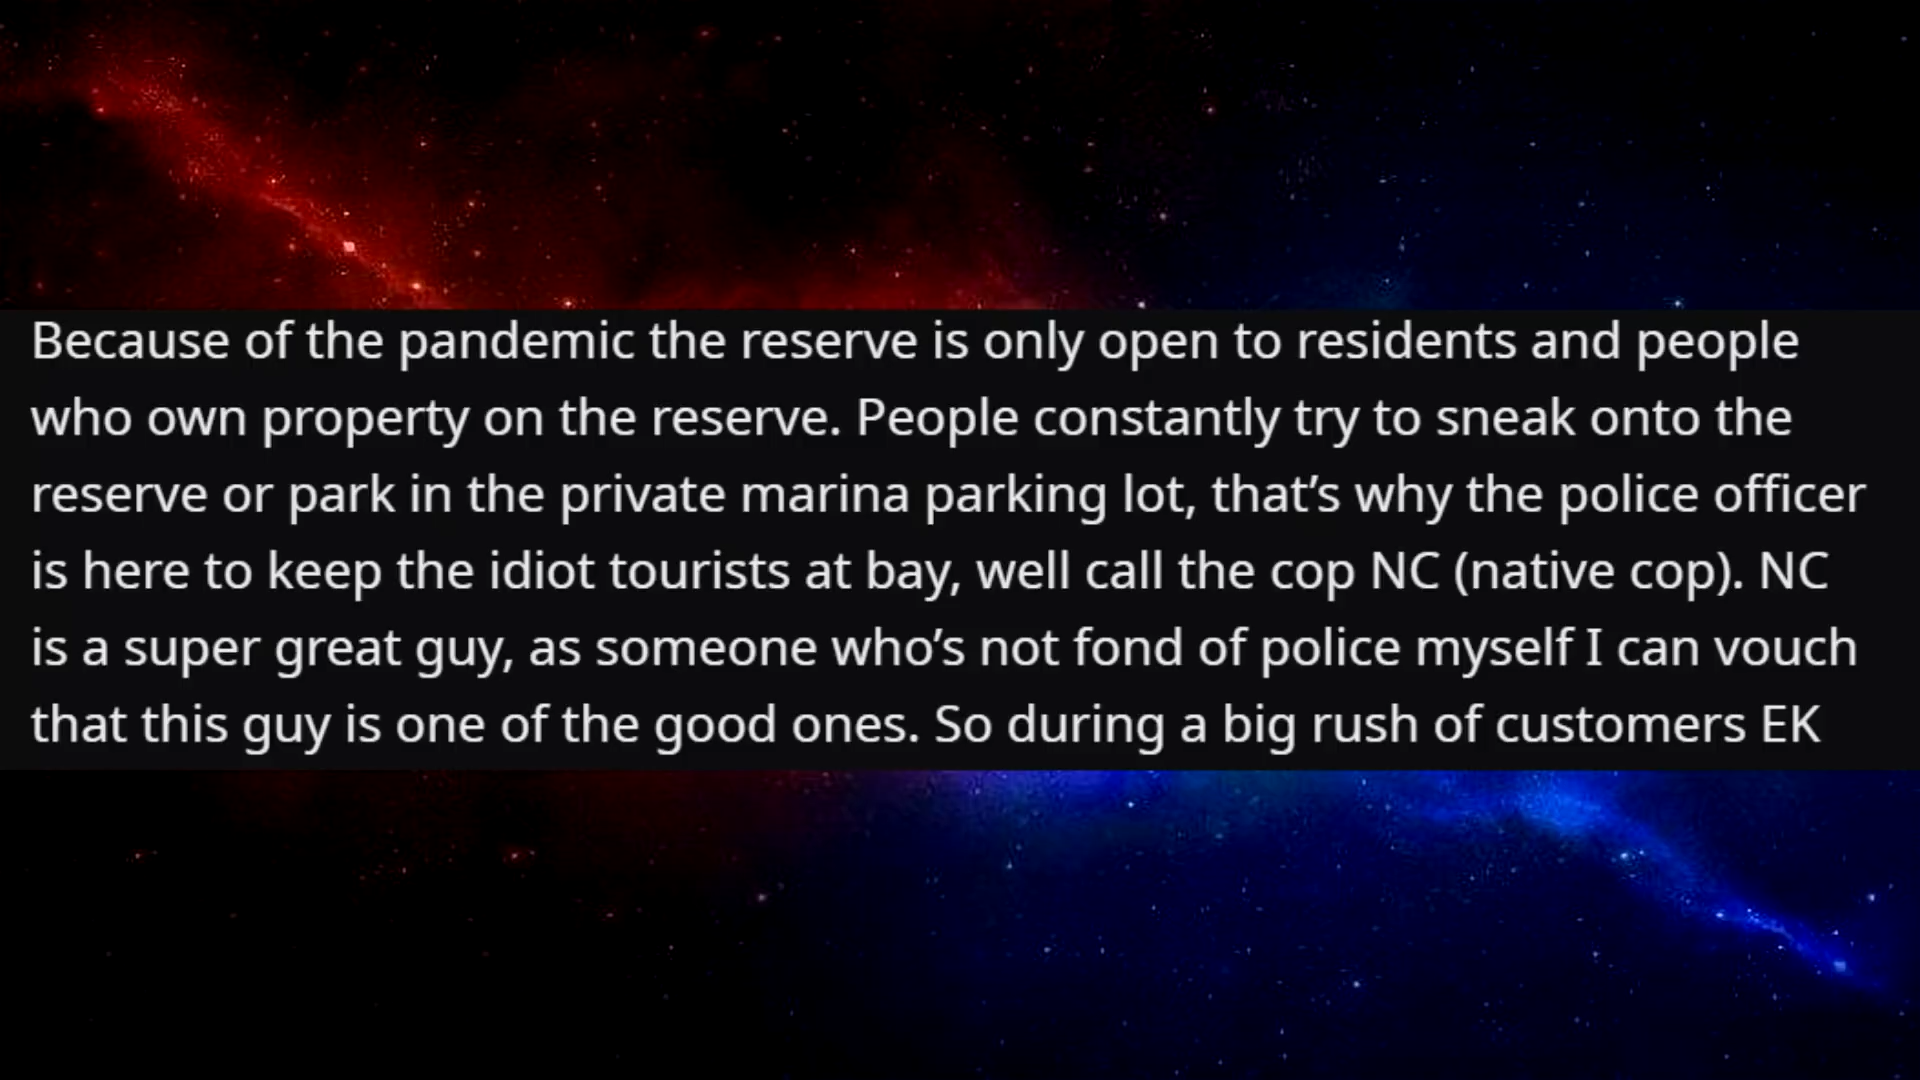 Because of the pandemic the reserve is only open to residents and people
who own property on the reserve. People constantly try to sneak onto the
reserve or park in the private marina parking lot, that’s why the police officer
is here to keep the idiot tourists at bay, well call the cop NC (native cop). NC
is a super great guy, as someone who’s not fond of police myself I can vouch
that this guy is one of the good ones. So during a big rush of customers EK